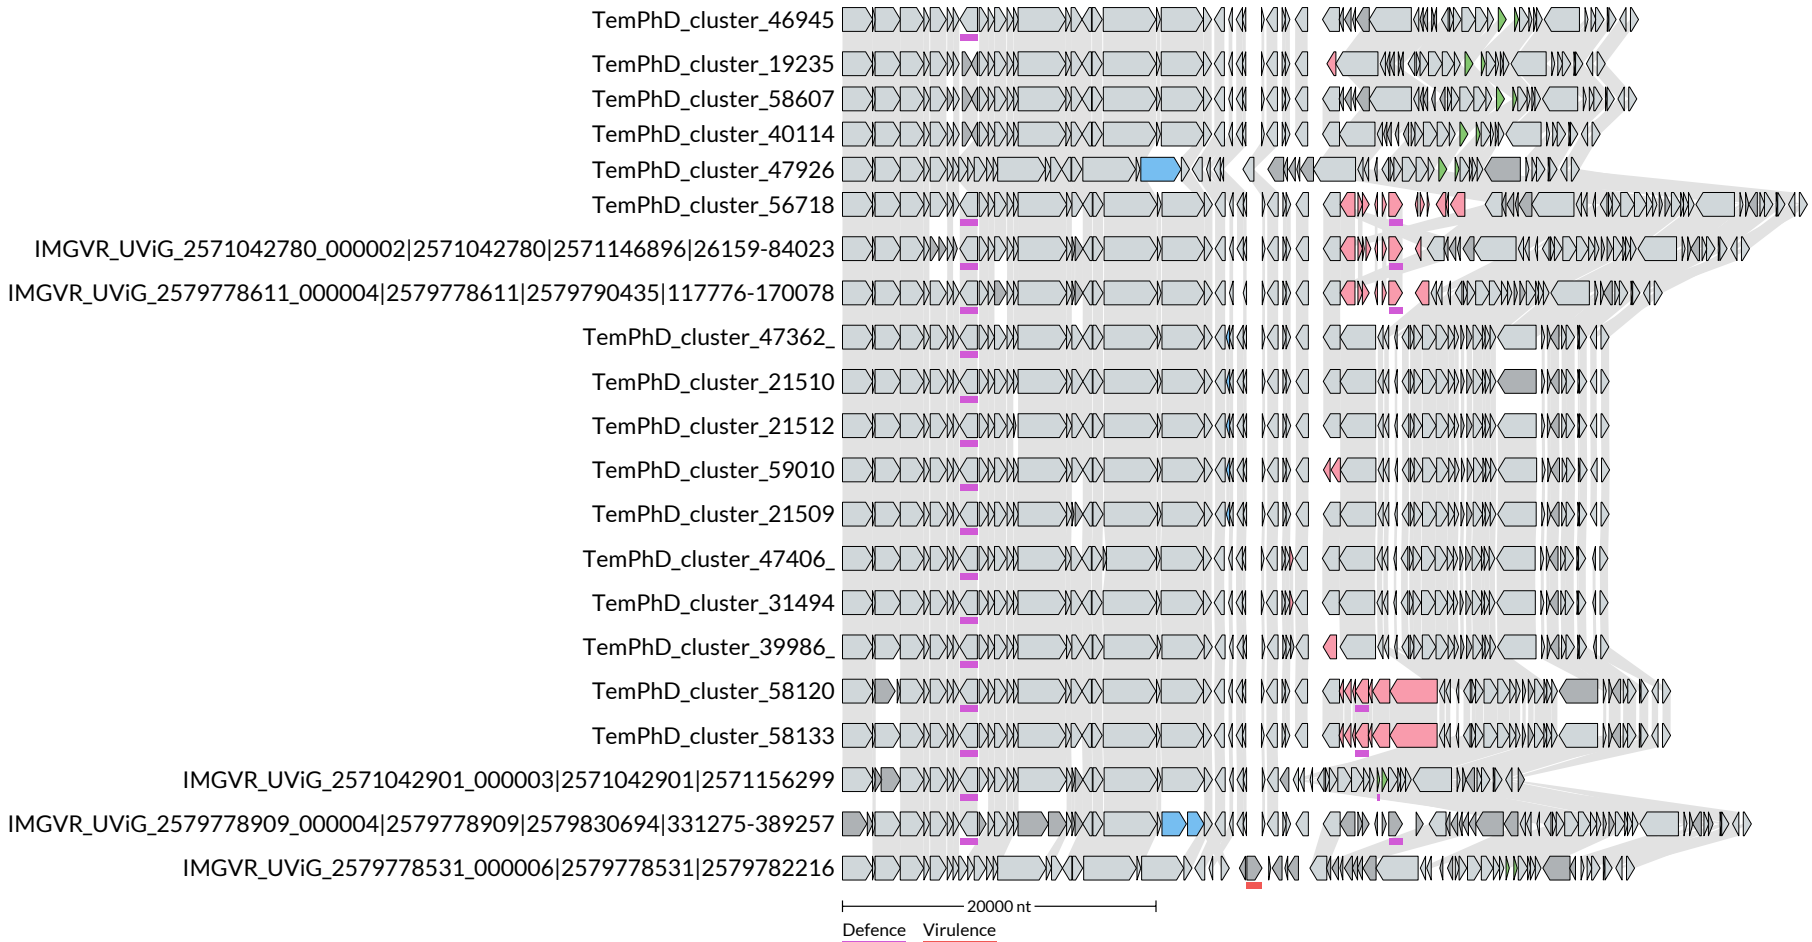 TemPhD_cluster_46945
TemPhD_cluster_19235
TemPhD_cluster_58607
TemPhD_cluster_40114
TemPhD_cluster_47926
TemPhD_cluster_56718
IMGVR_UViG_2571042780_000002|2571042780|2571146896|26159-84023
IMGVR_UViG_2579778611_000004|2579778611|2579790435|117776-170078
TemPhD_cluster_47362_
TemPhD_cluster_21510
TemPhD_cluster_21512
TemPhD_cluster_59010
TemPhD_cluster_21509
TemPhD_cluster_47406_
TemPhD_cluster_31494
TemPhD_cluster_39986_
TemPhD_cluster_58120
TemPhD_cluster_58133
IMGVR_UViG_2571042901_000003|2571042901|2571156299
IMGVR_UViG_2579778909_000004|2579778909|2579830694|331275-389257
IMGVR_UViG_2579778531_000006|2579778531|2579782216
20000 nt
Defence Virulence